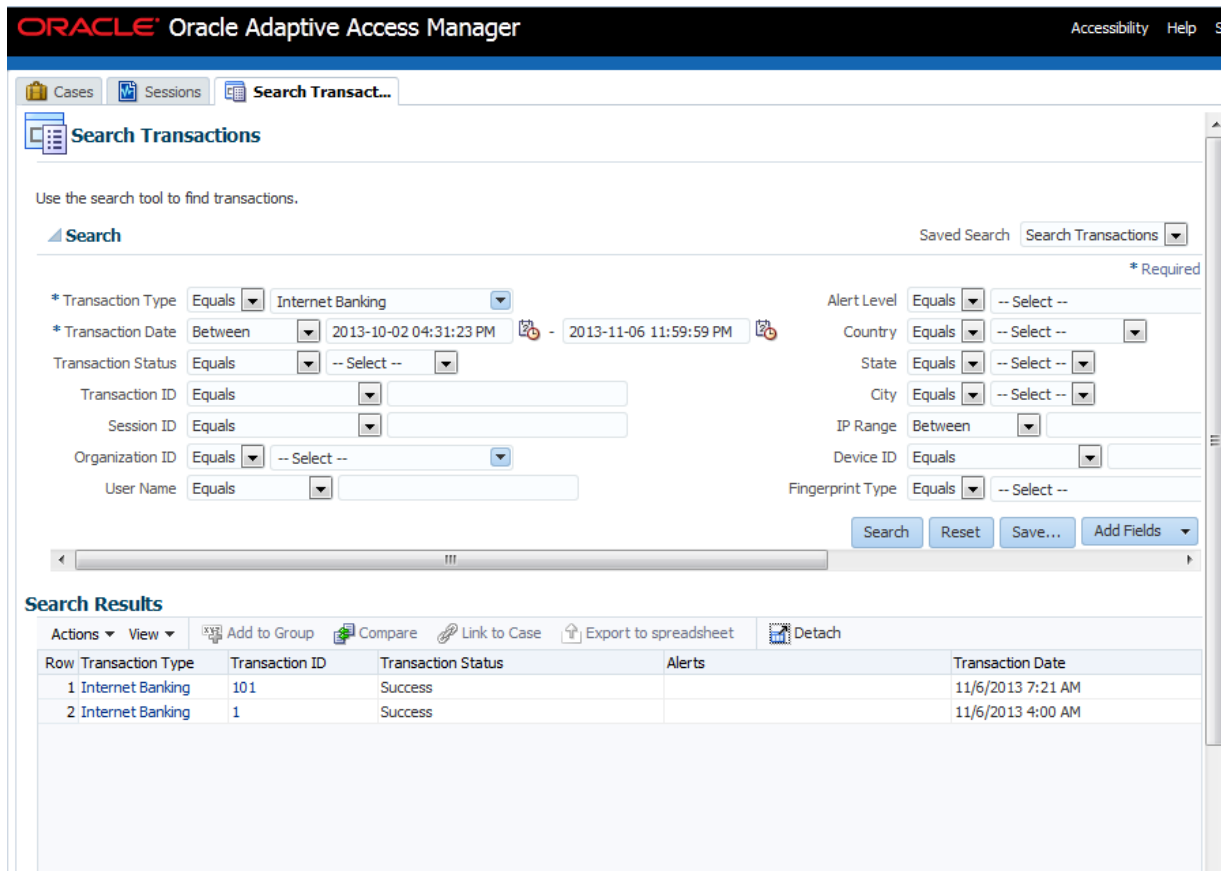 ORACLE Oracle Adaptive Access Manager
Accessibility Help S
Cases Sessions Search Transact...
Search Transactions
Use the search tool to find transactions.
Search Saved Search Search Transactions
* Required
* Transaction Type Equals Internet Banking Alert Level Equals -- Select --
* Transaction Date Between 2013-10-02 04:31:23 PM - 2013-11-06 11:59:59 PM Country Equals -- Select --
Transaction Status Equals -- Select -- State Equals -- Select --
Transaction ID Equals City Equals -- Select --
Session ID Equals IP Range Between
Organization ID Equals -- Select -- Device ID Equals
User Name Equals Fingerprint Type Equals -- Select --
Search Reset Save... Add Fields
Search Results
Actions View Add to Group Compare Link to Case Export to spreadsheet Detach
Row Transaction Type Transaction ID Transaction Status Alerts Transaction Date
1 Internet Banking 101 Success 11/6/2013 7:21 AM
2 Internet Banking 1 Success 11/6/2013 4:00 AM